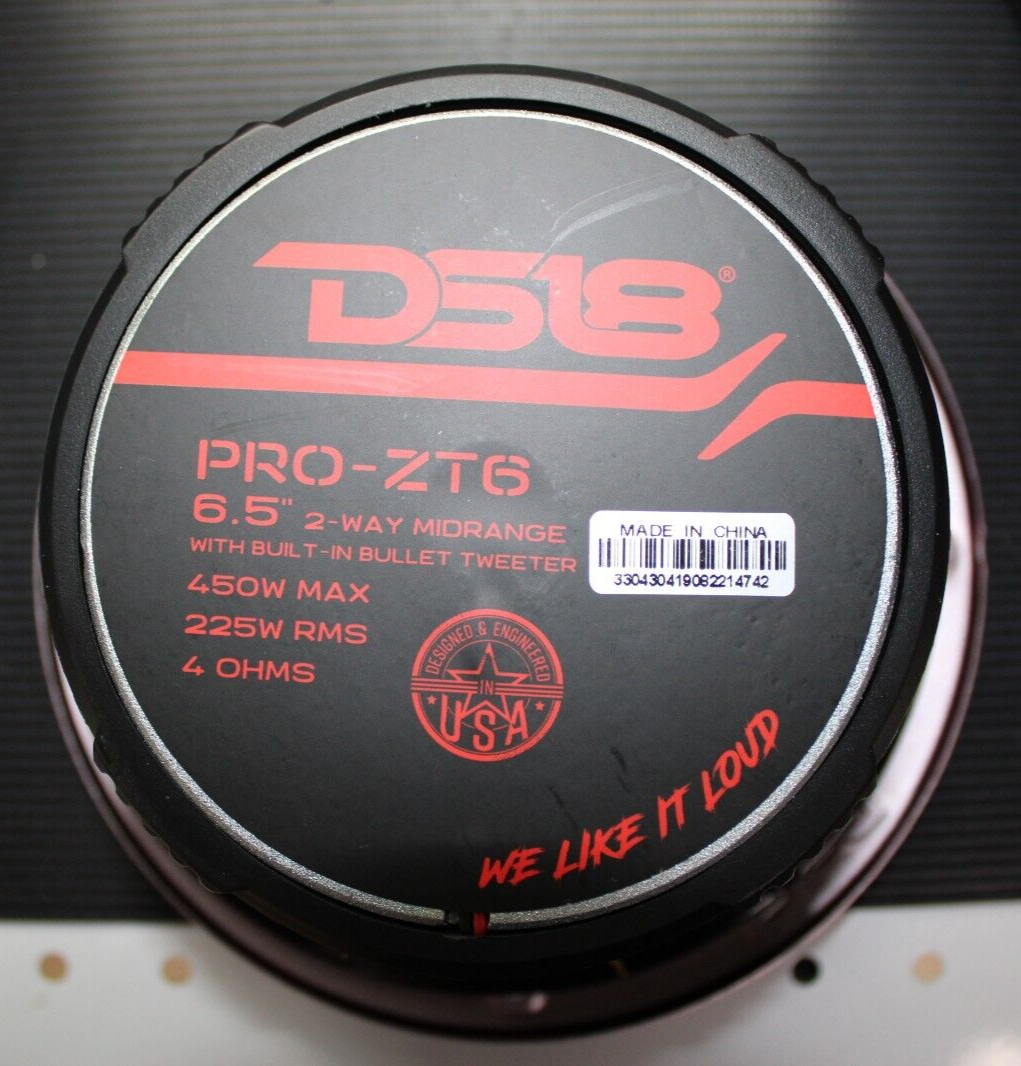 DS18®
PRO-ZT6
6.5" 2-WAY MIDRANGE
WITH BUILT-IN BULLET TWEETER
450W MAX
225W RMS
4 OHMS
MADE IN CHINA
330430419082214742
DESIGNED & ENGINEERED
IN
USA
WE LIKE IT LOUD